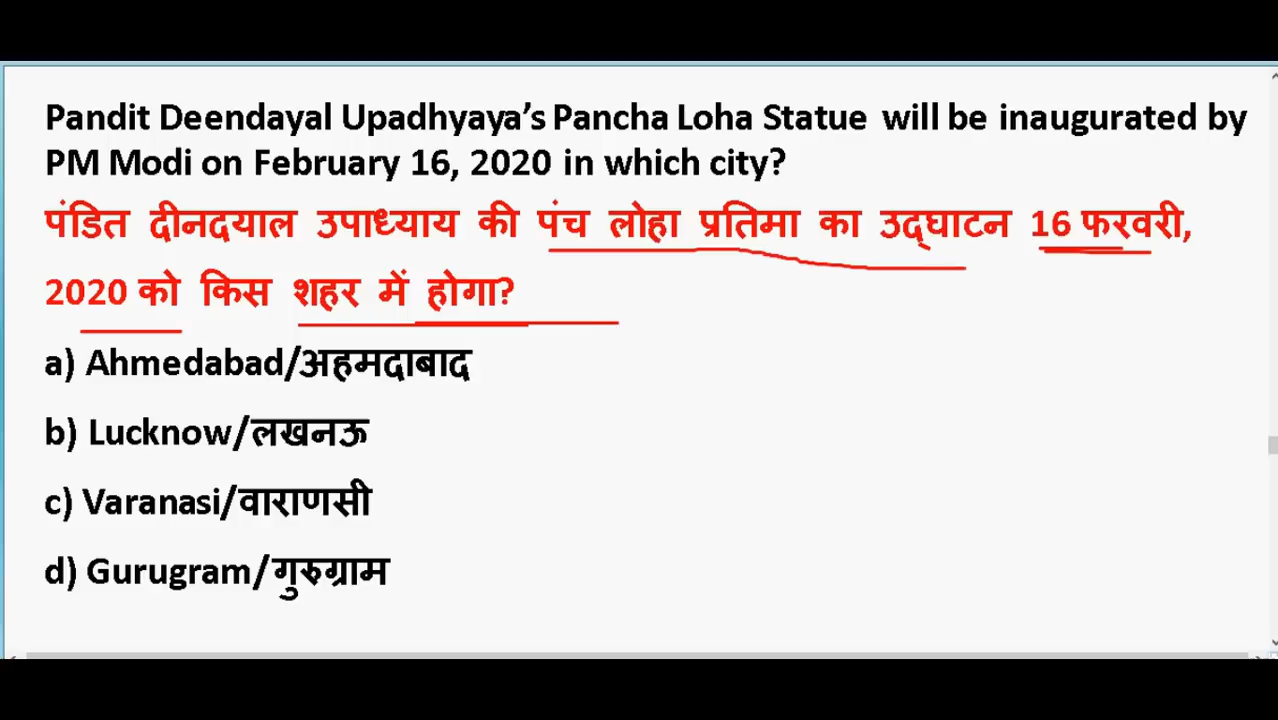 Pandit Deendayal Upadhyaya’s Pancha Loha Statue will be inaugurated by
PM Modi on February 16, 2020 in which city?
पंडित दीनदयाल उपाध्याय की पंच लोहा प्रतिमा का उद्घाटन 16 फरवरी,
2020 को किस शहर में होगा?
a) Ahmedabad/अहमदाबाद
b) Lucknow/लखनऊ
c) Varanasi/वाराणसी
d) Gurugram/गुरुग्राम